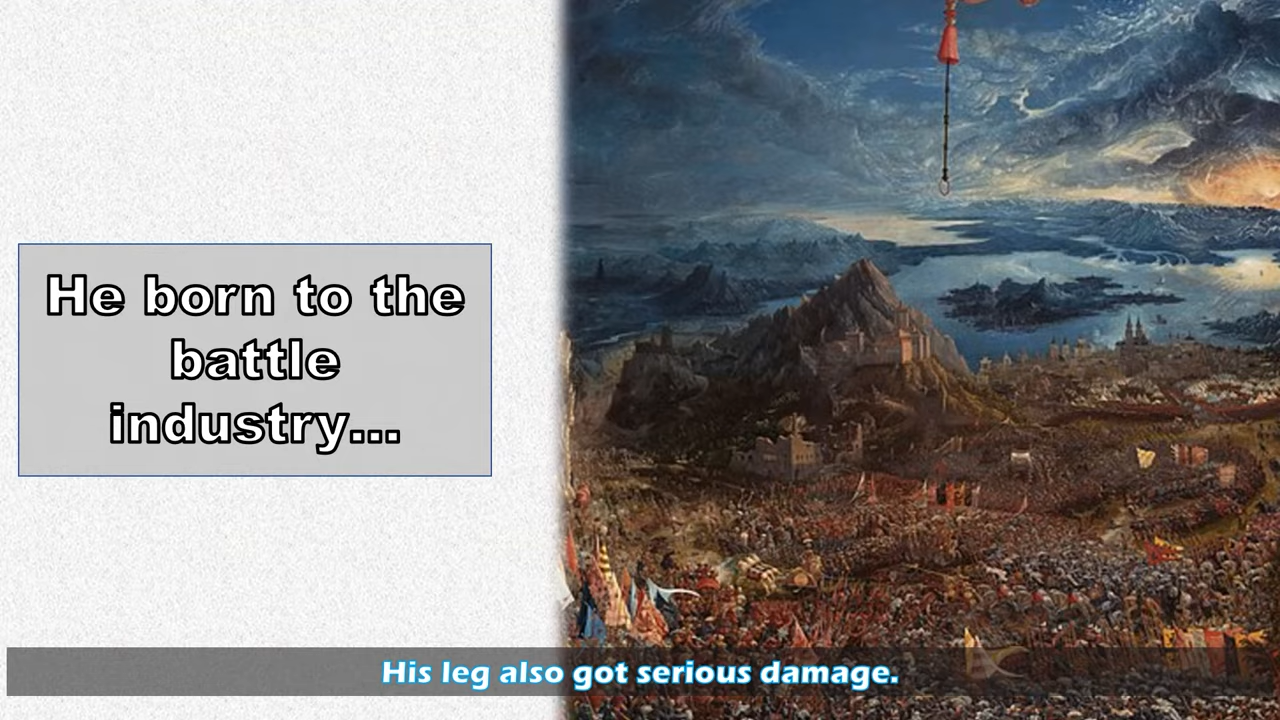 He born to the
battle
industry...
His leg also got serious damage.